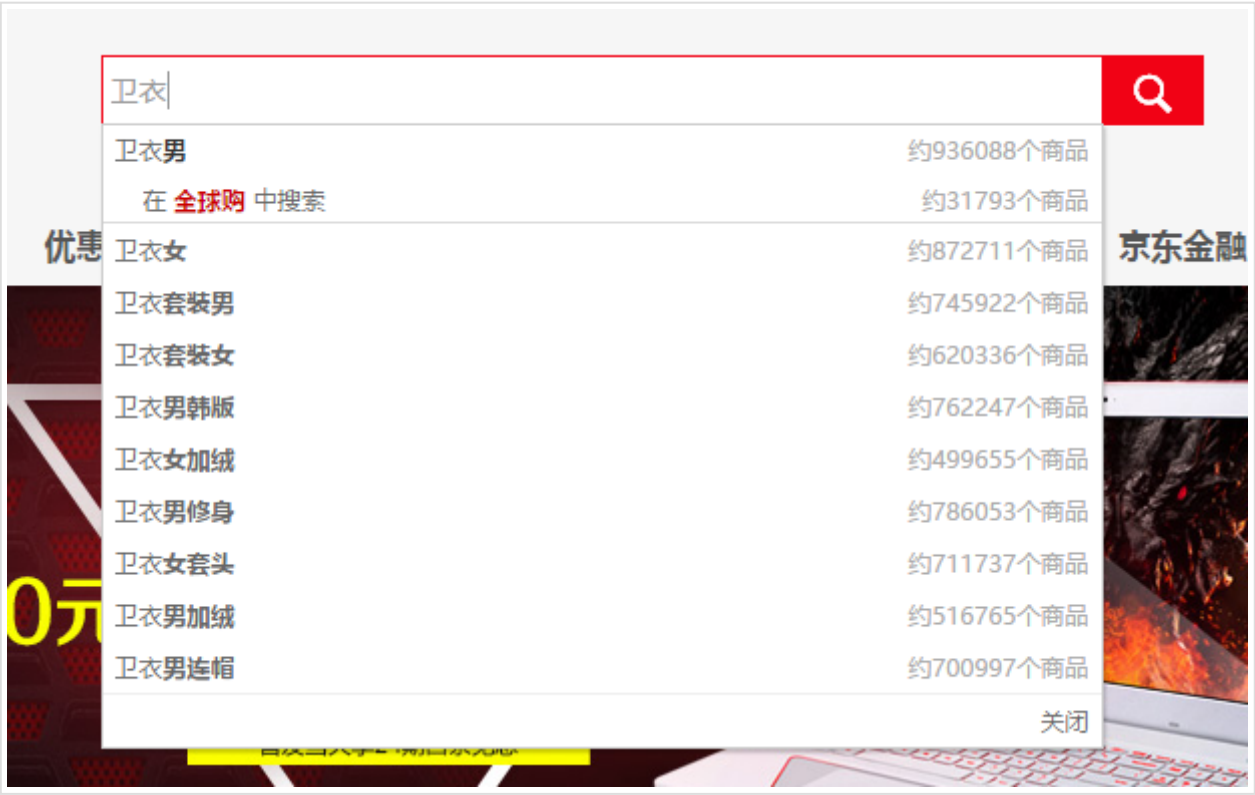 卫衣
卫衣男 约936088个商品
在 全球购 中搜索 约31793个商品
优惠 卫衣女 约872711个商品 京东金融
卫衣套装男 约745922个商品
卫衣套装女 约620336个商品
卫衣男韩版 约762247个商品
卫衣女加绒 约499655个商品
卫衣男修身 约786053个商品
卫衣女套头 约711737个商品
0元 卫衣男加绒 约516765个商品
卫衣男连帽 约700997个商品
关闭